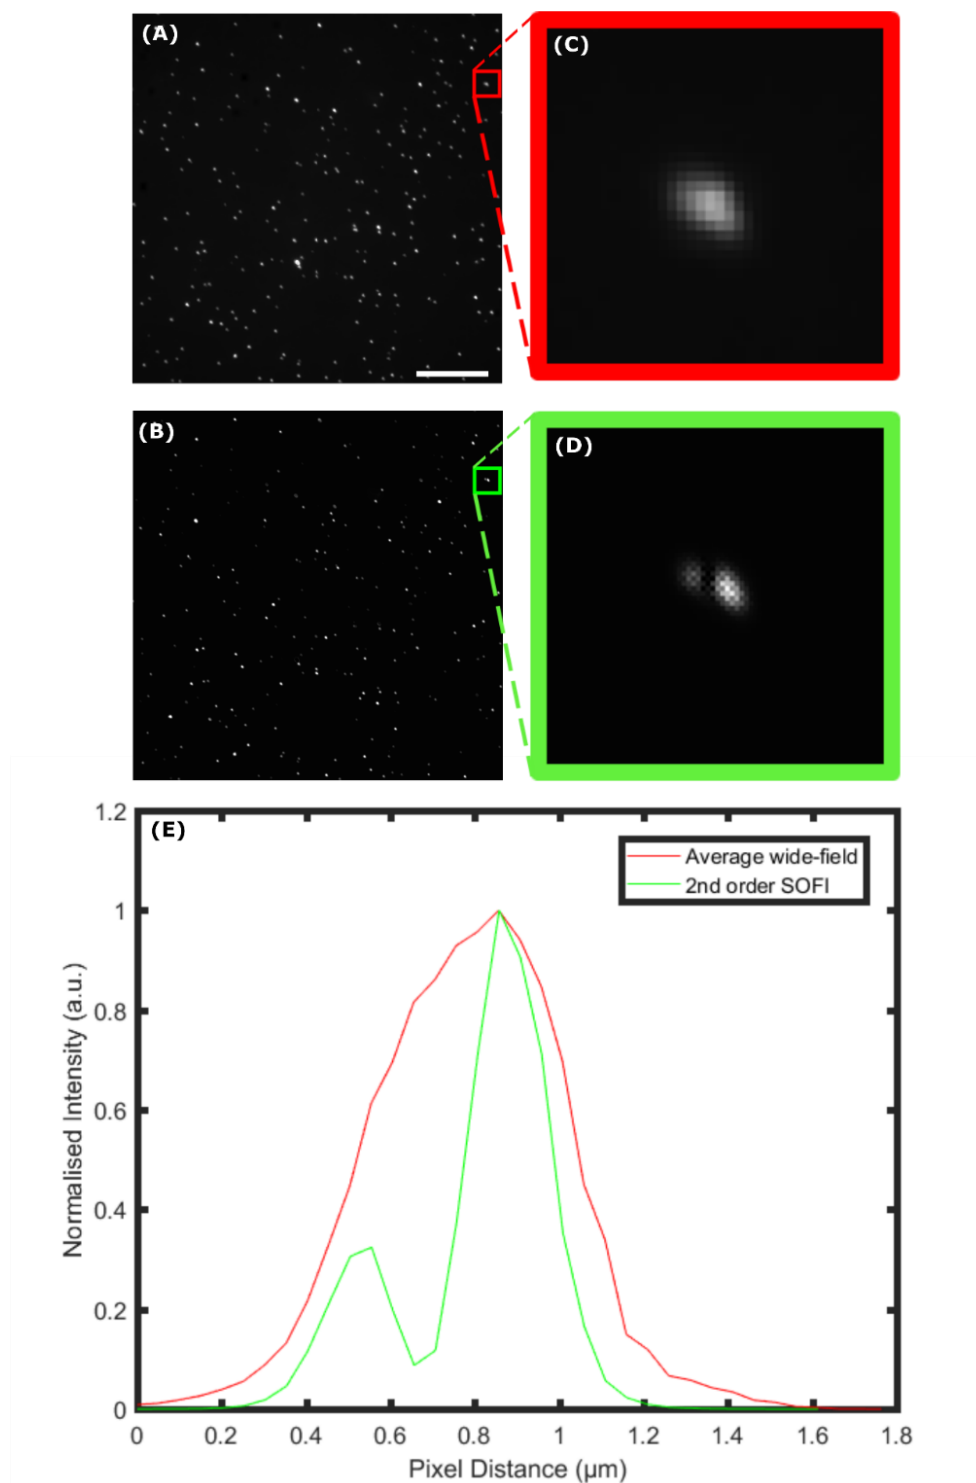 (A)
(C)
(B)
(D)
(E)
Average wide-field
2nd order SOFI
Normalised Intensity (a.u.)
1.2
1
0.8
0.6
0.4
0.2
0
0 0.2 0.4 0.6 0.8 1 1.2 1.4 1.6 1.8
Pixel Distance (μm)